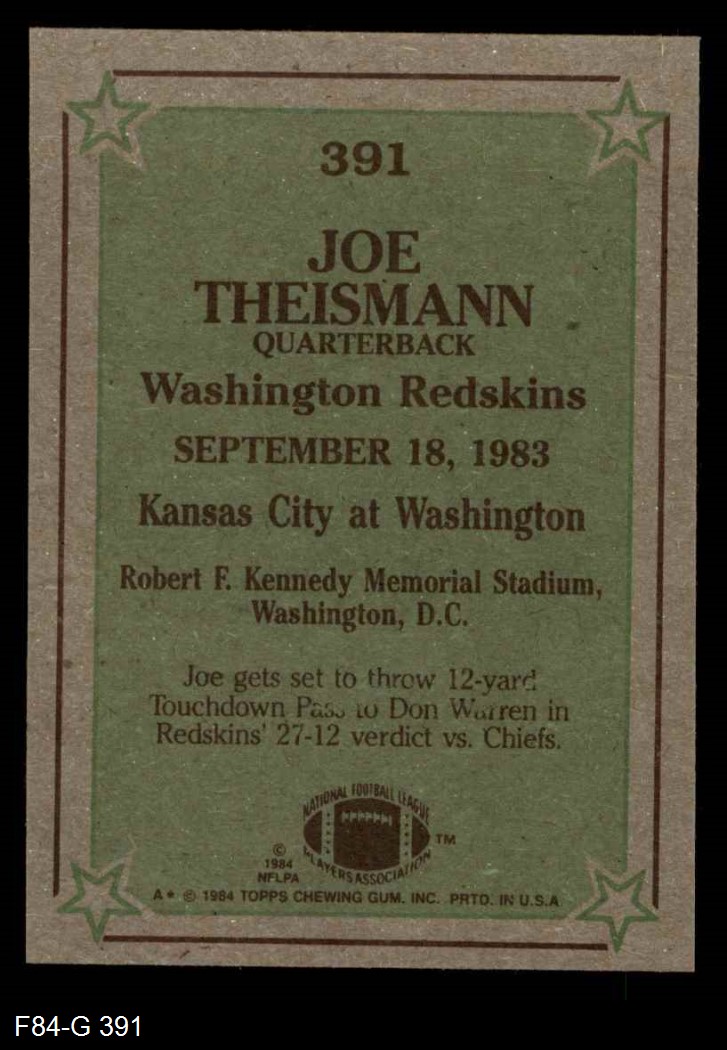 391
JOE
THEISMANN
QUARTERBACK
Washington Redskins
SEPTEMBER 18, 1983
Kansas City at Washington
Robert F. Kennedy Memorial Stadium,
Washington, D.C.
Joe gets set to throw 12-yard
Touchdown Pass to Don Warren in
Redskins' 27-12 verdict vs. Chiefs.
NATIONAL FOOTBALL LEAGUE
PLAYERS ASSOCIATION
TM
©
1984
NFLPA
A* © 1984 TOPPS CHEWING GUM. INC. PRTD. IN U.S.A
F84-G 391